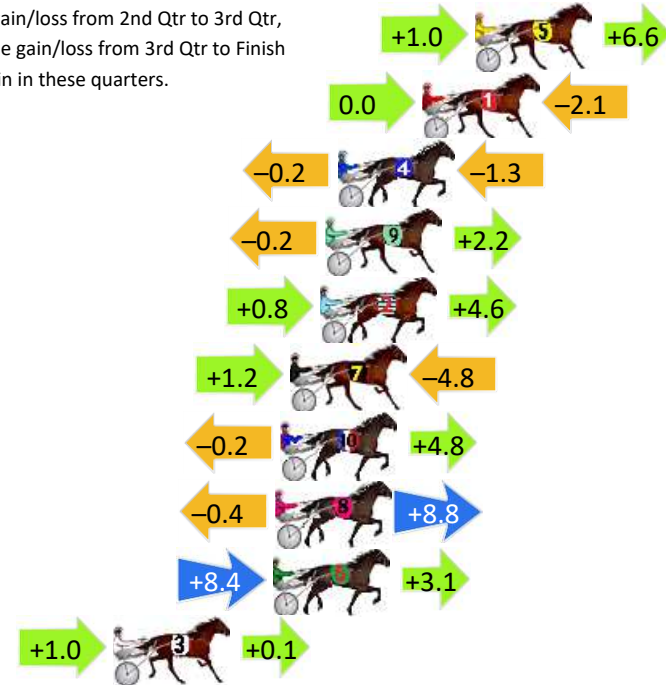 ain/loss from 2nd Qtr to 3rd Qtr,
e gain/loss from 3rd Qtr to Finish
in in these quarters.
+1.0 5 +6.6
0.0 1 –2.1
–0.2 4 –1.3
–0.2 9 +2.2
+0.8 2 +4.6
+1.2 7 –4.8
–0.2 10 +4.8
–0.4 8 +8.8
+8.4 6 +3.1
+1.0 3 +0.1